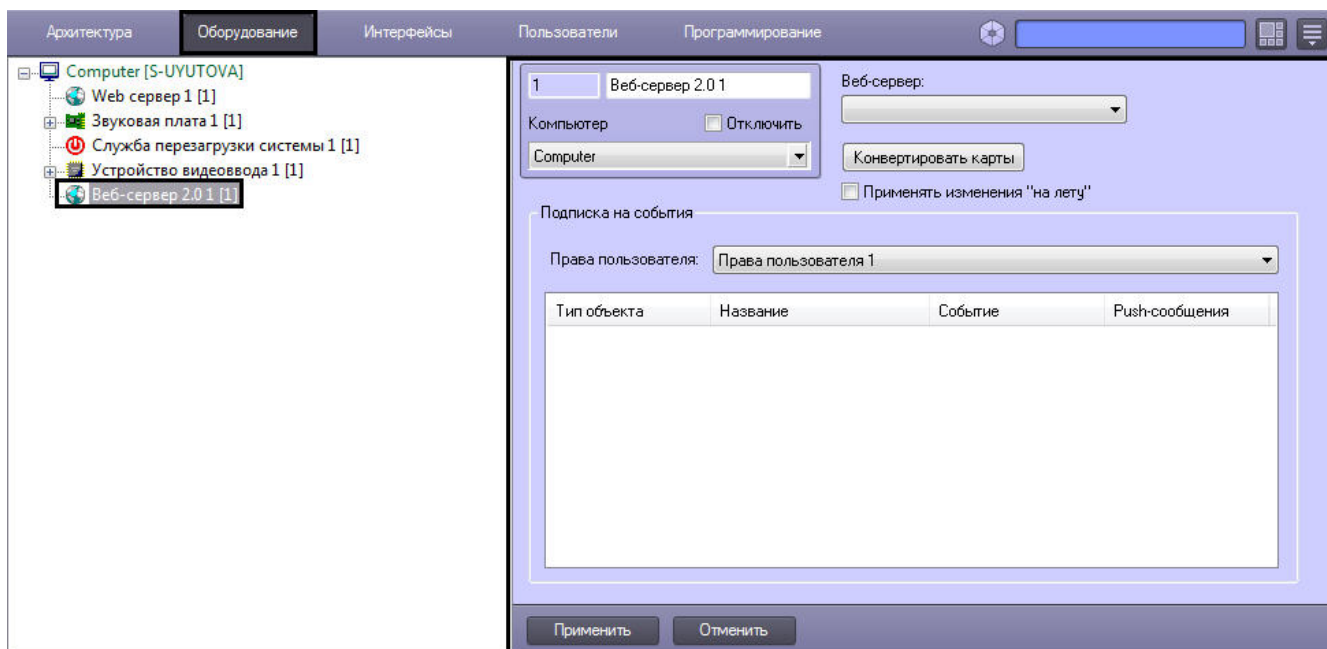 Архитектура Оборудование Интерфейсы Пользователи Программирование
Computer [S-UYUTOVA]
Web сервер 1 [1]
Звуковая плата 1 [1]
Служба перезагрузки системы 1 [1]
Устройство видеоввода 1 [1]
Веб-сервер 2.0 1 [1]
1 Веб-сервер 2.0 1
Компьютер Отключить
Computer
Веб-сервер:
Конвертировать карты
Применять изменения "на лету"
Подписка на события
Права пользователя: Права пользователя 1
Тип объекта Название Событие Push-сообщения
Применить Отменить